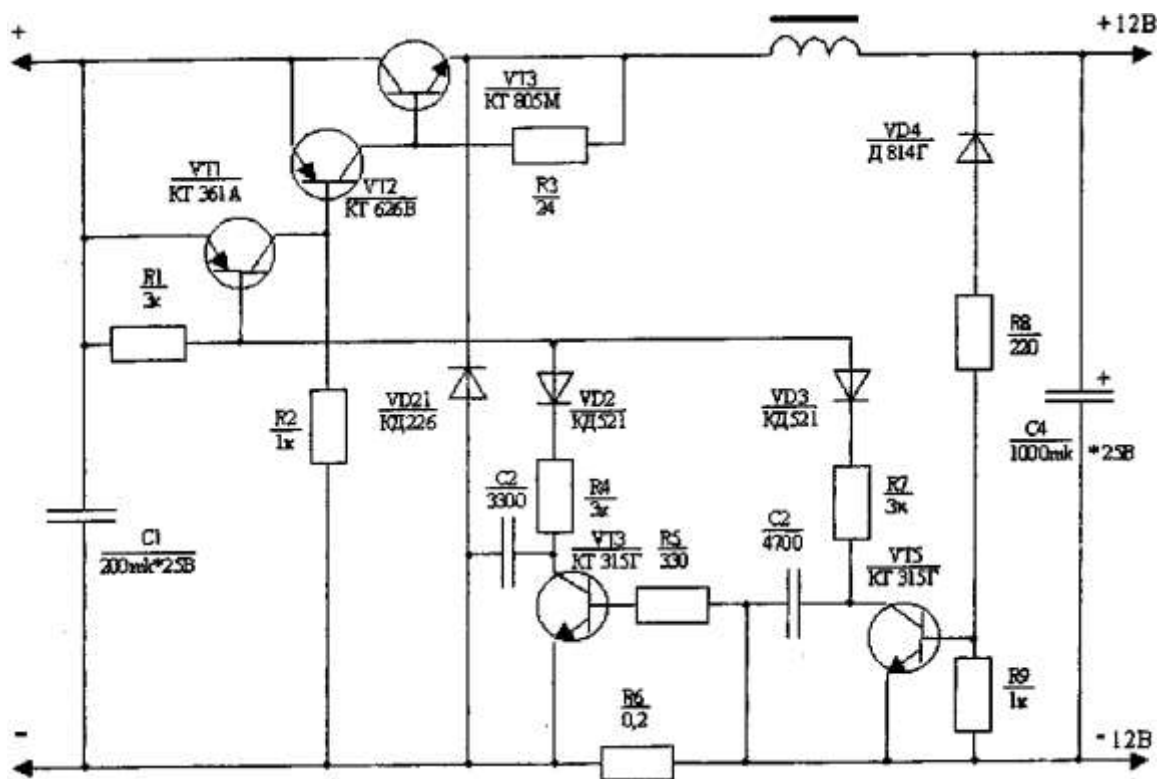 +
+12В
VT3
КТ 805М
VD4
Д 814Г
VT1
КТ 361А
VT2
КТ 626В
R3
24
R1
3к
R8
220
VD21
КД226
VD2
КД521
VD3
КД521
R2
1к
+
C4
1000mk *25В
C2
3300
R4
3к
R7
3к
C2
4700
C1
200mk*25В
VT3
КТ 315Г
R5
330
VT5
КТ 315Г
R9
1к
R6
0,2
-
-12В